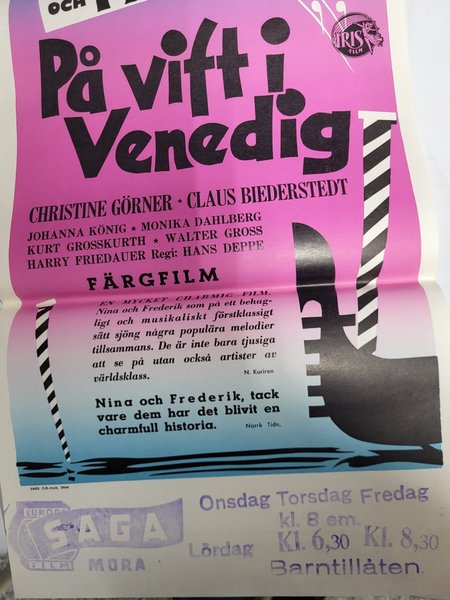 OCH
På vift i
Venedig
IRIS
FILM
CHRISTINE GÖRNER ★ CLAUS BIEDERSTEDT
JOHANNA KÖNIG ★ MONIKA DAHLBERG
KURT GROSSKURTH ★ WALTER GROSS
HARRY FRIEDAUER Regi: HANS DEPPE
FÄRGFILM
EN MYCKET CHARMIG FILM.
Nina och Frederik som på ett behag-
ligt och musikaliskt förstklassigt
sätt sjöng några populära melodier
tillsammans. De är inte bara tjusiga
att se på utan också artister av
världsklass.
N. Kuriren
Nina och Frederik, tack
vare dem har det blivit en
charmfull historia.
Norrk Tidn,
EUROPA
SAGA
FILM
MORA
Onsdag Torsdag Fredag
kl. 8 em.
Lördag Kl. 6,30 Kl. 8,30
Barntillåten.